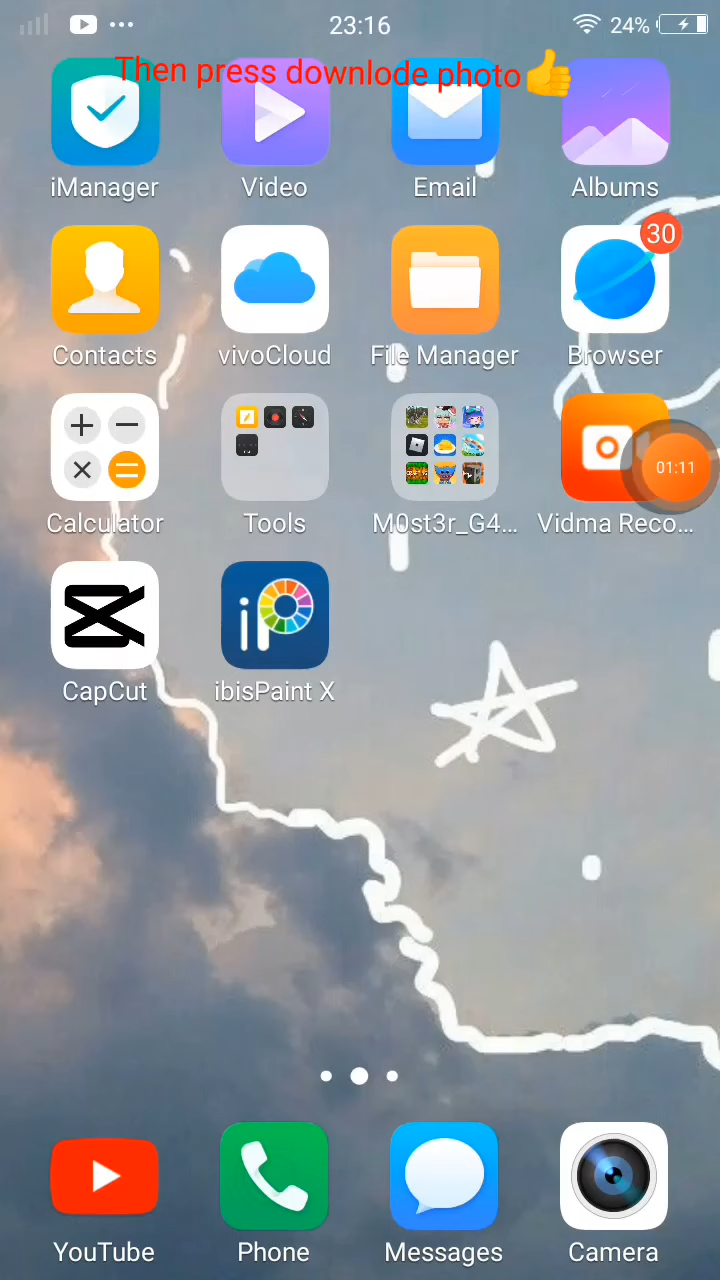 23:16
24%
Then press downlode photo👍
iManager
Video
Email
Albums
30
Contacts
vivoCloud
File Manager
Browser
01:11
Calculator
Tools
M0st3r_G4...
Vidma Reco...
iP
CapCut
ibisPaint X
YouTube
Phone
Messages
Camera